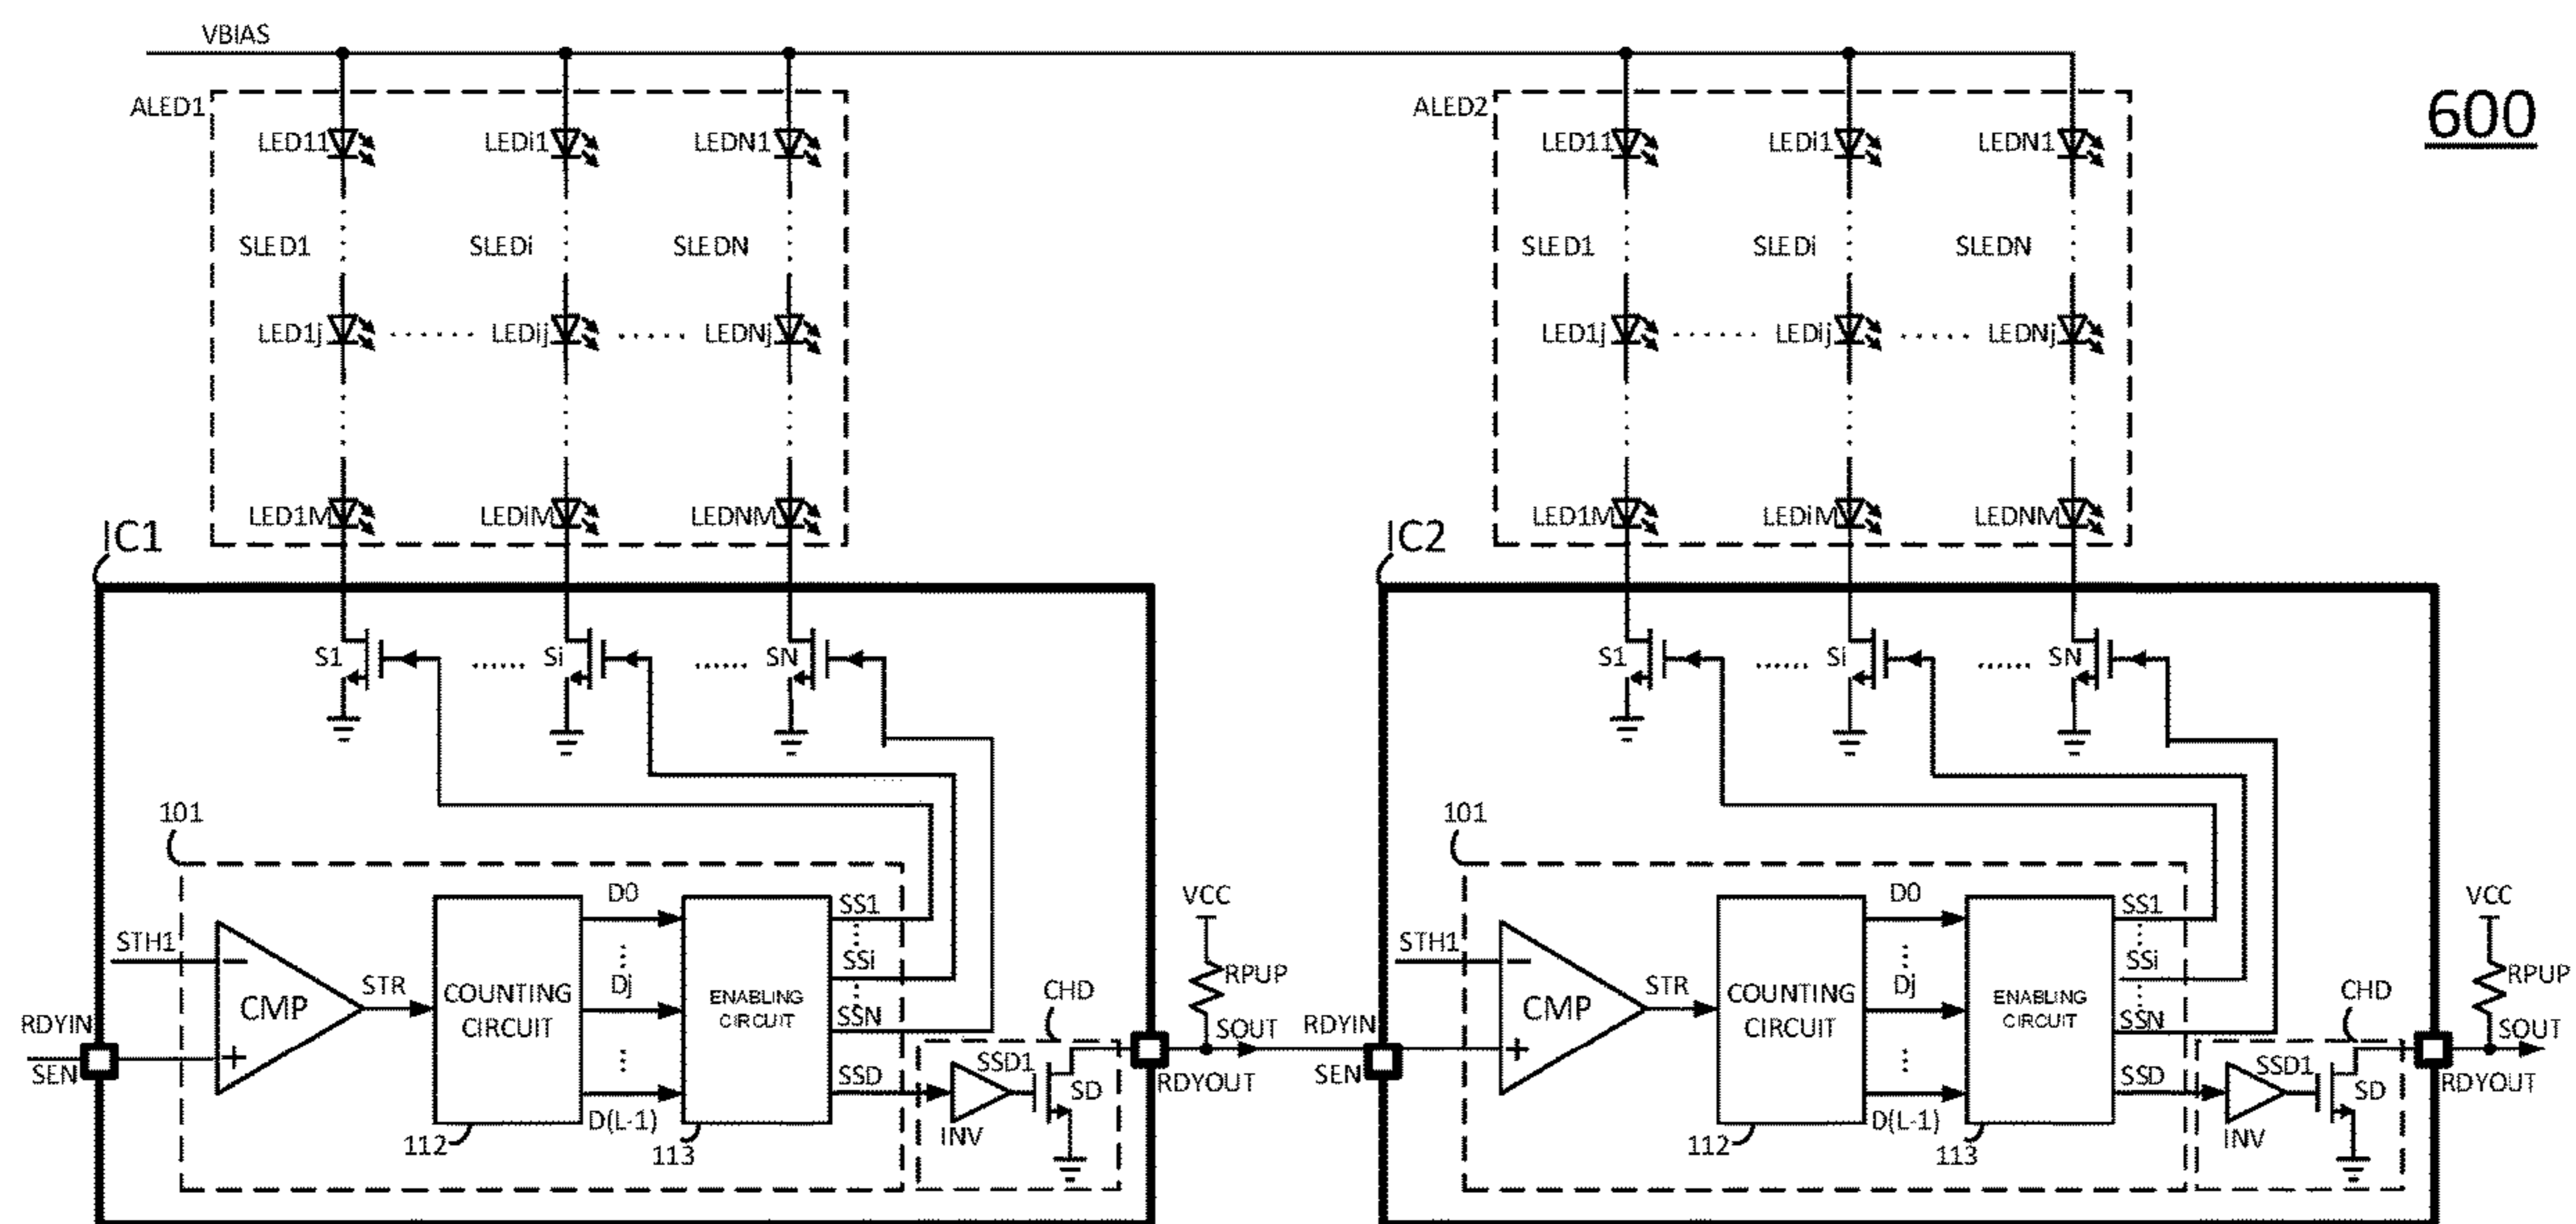 VBIAS
600
ALED1
LED11
LEDi1
LEDN1
SLED1
SLEDi
SLEDN
LED1j
LEDij
LEDNj
LED1M
LEDiM
LEDNM
ALED2
LED11
LEDi1
LEDN1
SLED1
SLEDi
SLEDN
LED1j
LEDij
LEDNj
LED1M
LEDiM
LEDNM
IC1
S1
Si
SN
101
STH1
CMP
STR
COUNTING
CIRCUIT
112
D0
Dj
D(L-1)
ENABLING
CIRCUIT
113
SS1
SSi
SSN
SSD
RDYIN
SEN
CHD
SSD1
SD
INV
VCC
RPUP
SOUT
RDYOUT
IC2
S1
Si
SN
101
STH1
CMP
STR
COUNTING
CIRCUIT
112
D0
Dj
D(L-1)
ENABLING
CIRCUIT
113
SS1
SSi
SSN
SSD
RDYIN
SEN
CHD
SSD1
SD
INV
VCC
RPUP
SOUT
RDYOUT